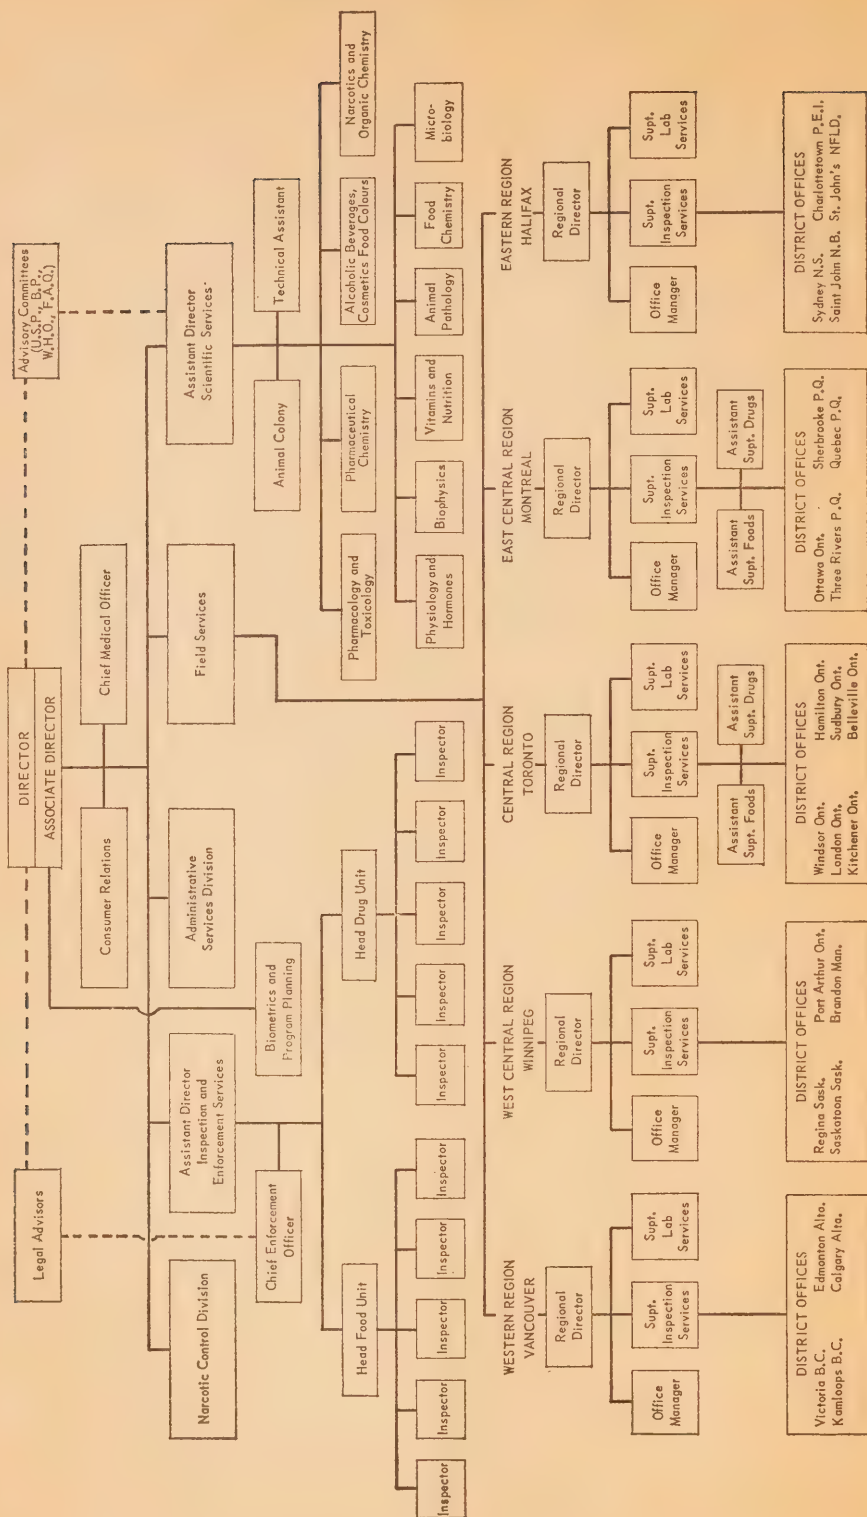 DIRECTOR
ASSOCIATE DIRECTOR
Legal Advisors
Advisory Committees
(U.S.P., B.P.,
W.H.O., F.A.O.)
Consumer Relations
Chief Medical Officer
Narcotic Control Division
Assistant Director
Inspection and
Enforcement Services
Administrative
Services Division
Field Services
Assistant Director
Scientific Services
Chief Enforcement
Officer
Biometrics and
Program Planning
Animal Colony
Technical Assistant
Head Food Unit
Head Drug Unit
Pharmacology and
Toxicology
Pharmaceutical
Chemistry
Alcoholic Beverages,
Cosmetics Food Colours
Narcotics and
Organic Chemistry
Inspector
Inspector
Inspector
Inspector
Inspector
Inspector
Inspector
Inspector
Inspector
Inspector
Physiology and
Hormones
Biophysics
Vitamins and
Nutrition
Animal
Pathology
Food
Chemistry
Micro-
biology
WESTERN REGION
VANCOUVER
Regional
Director
Office
Manager
Supt.
Inspection
Services
Supt.
Lab
Services
DISTRICT OFFICES
Victoria B.C. Edmonton Alta.
Kamloops B.C. Calgary Alta.
WEST CENTRAL REGION
WINNIPEG
Regional
Director
Office
Manager
Supt.
Inspection
Services
Supt.
Lab
Services
DISTRICT OFFICES
Regina Sask. Port Arthur Ont.
Saskatoon Sask. Brandon Man.
CENTRAL REGION
TORONTO
Regional
Director
Office
Manager
Supt.
Inspection
Services
Supt.
Lab
Services
Assistant
Supt. Foods
Assistant
Supt. Drugs
DISTRICT OFFICES
Windsor Ont. Hamilton Ont.
London Ont. Sudbury Ont.
Kitchener Ont. Belleville Ont.
EAST CENTRAL REGION
MONTREAL
Regional
Director
Office
Manager
Supt.
Inspection
Services
Supt.
Lab
Services
Assistant
Supt. Foods
Assistant
Supt. Drugs
DISTRICT OFFICES
Ottawa Ont. Sherbrooke P.Q.
Three Rivers P.Q. Quebec P.Q.
EASTERN REGION
HALIFAX
Regional
Director
Office
Manager
Supt.
Inspection
Services
Supt.
Lab
Services
DISTRICT OFFICES
Sydney N.S. Charlottetown P.E.I.
Saint John N.B. St. John's NFLD.